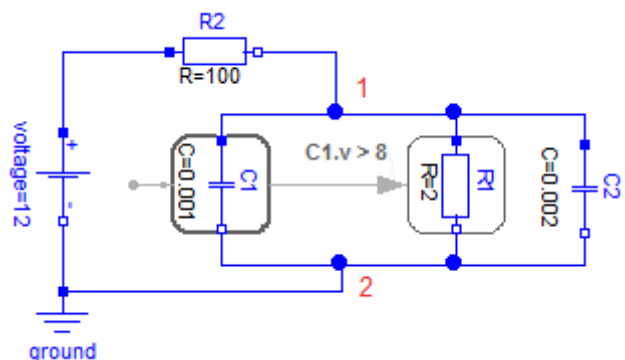 R2
R=100
1
voltage=12
+
-
C=0.001
C1
C1.v > 8
R=2
R1
C=0.002
C2
2
ground